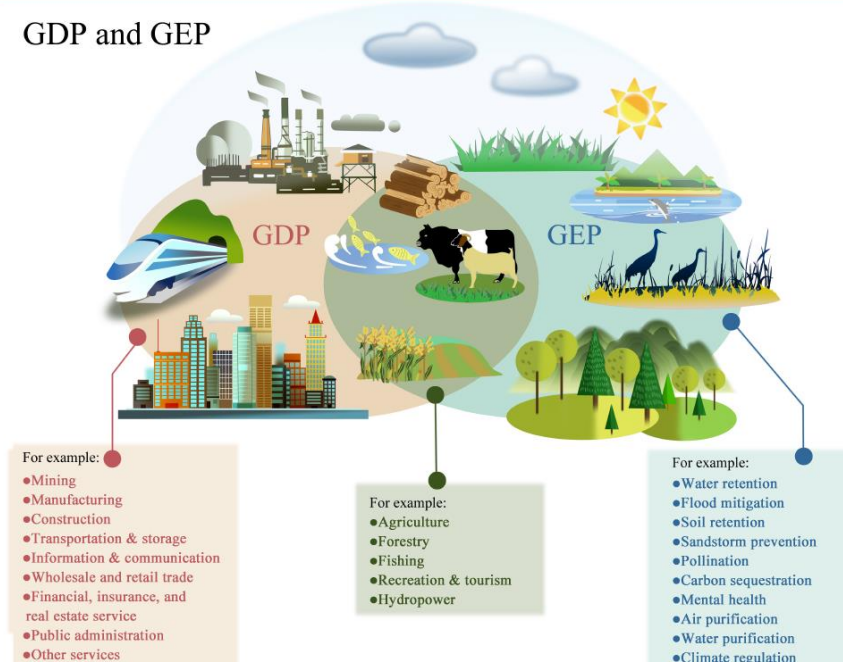 GDP and GEP
GDP
GEP
For example:
●Mining
●Manufacturing
●Construction
●Transportation & storage
●Information & communication
●Wholesale and retail trade
●Financial, insurance, and
real estate service
●Public administration
●Other services
For example:
●Agriculture
●Forestry
●Fishing
●Recreation & tourism
●Hydropower
For example:
●Water retention
●Flood mitigation
●Soil retention
●Sandstorm prevention
●Pollination
●Carbon sequestration
●Mental health
●Air purification
●Water purification
●Climate regulation